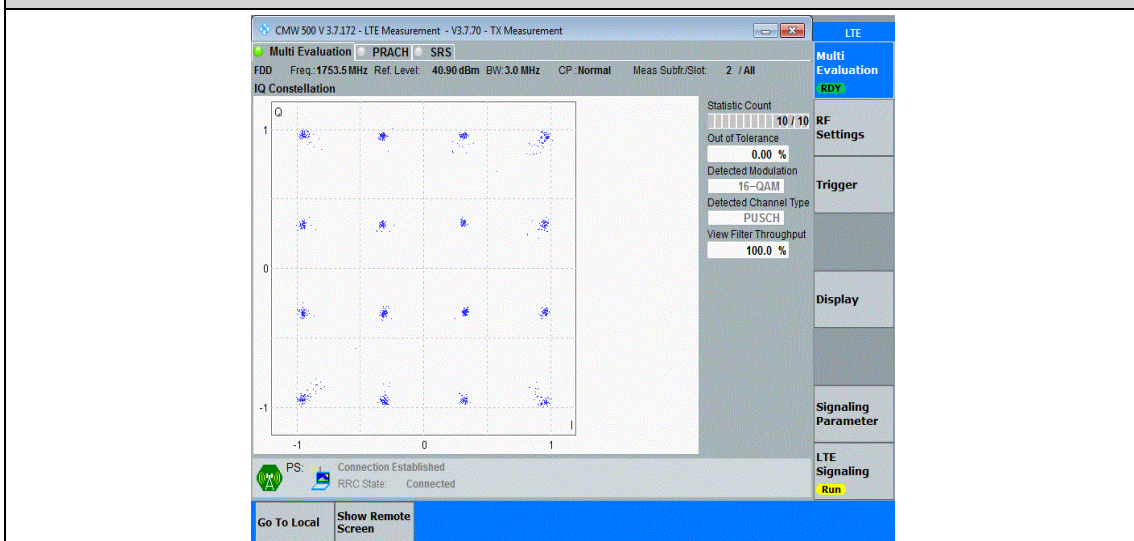 CMW 500 V 3.7.172 - LTE Measurement - V3.7.70 - TX Measurement
LTE
Multi Evaluation PRACH SRS
FDD Freq.: 1753.5 MHz Ref. Level: 40.90 dBm BW: 3.0 MHz CP : Normal Meas Subfr./Slot: 2 / All
IQ Constellation
Q
1
0
-1
-1 0 1
I
Statistic Count
10 / 10
Out of Tolerance
0.00 %
Detected Modulation
16-QAM
Detected Channel Type
PUSCH
View Filter Throughput
100.0 %
Multi
Evaluation
RDY
RF
Settings
Trigger
Display
Signaling
Parameter
LTE
Signaling
Run
PS: Connection Established
RRC State: Connected
Go To Local
Show Remote
Screen